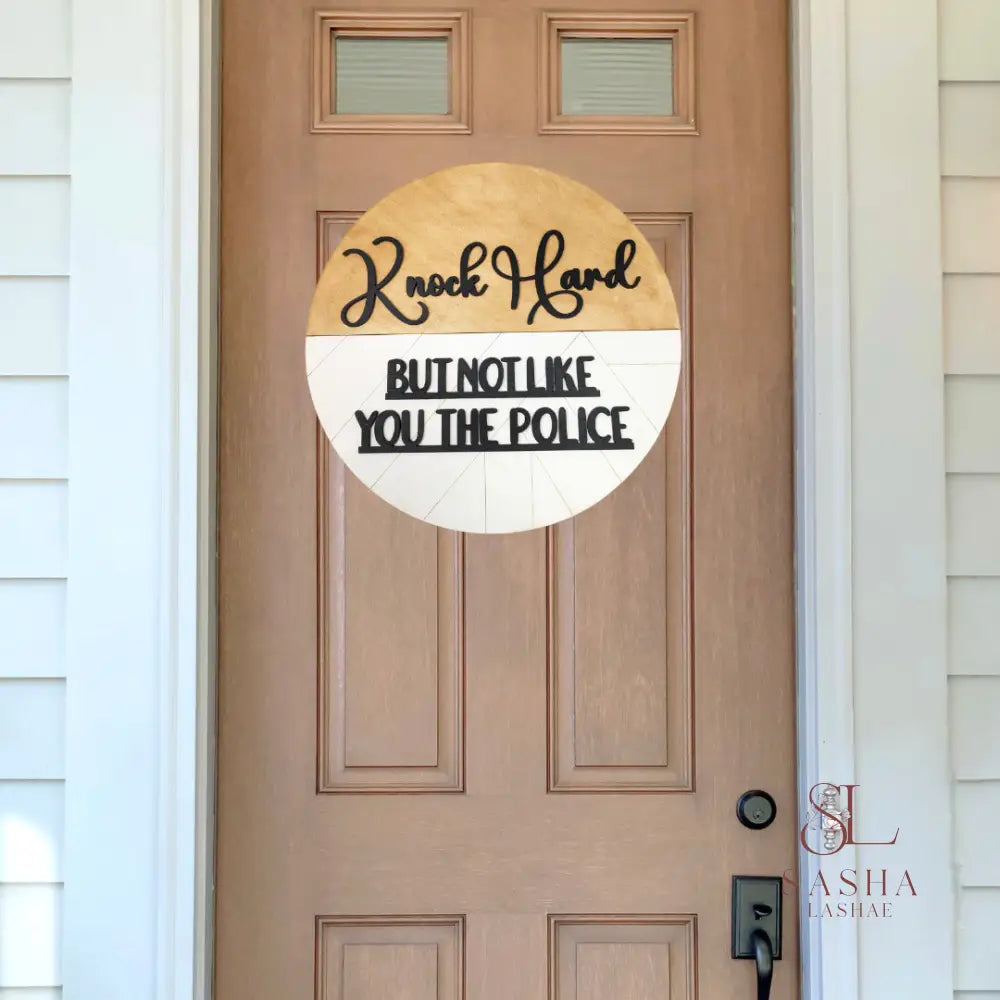 Knock Hard
BUT NOT LIKE
YOU THE POLICE
SL
SASHA
LASHAE